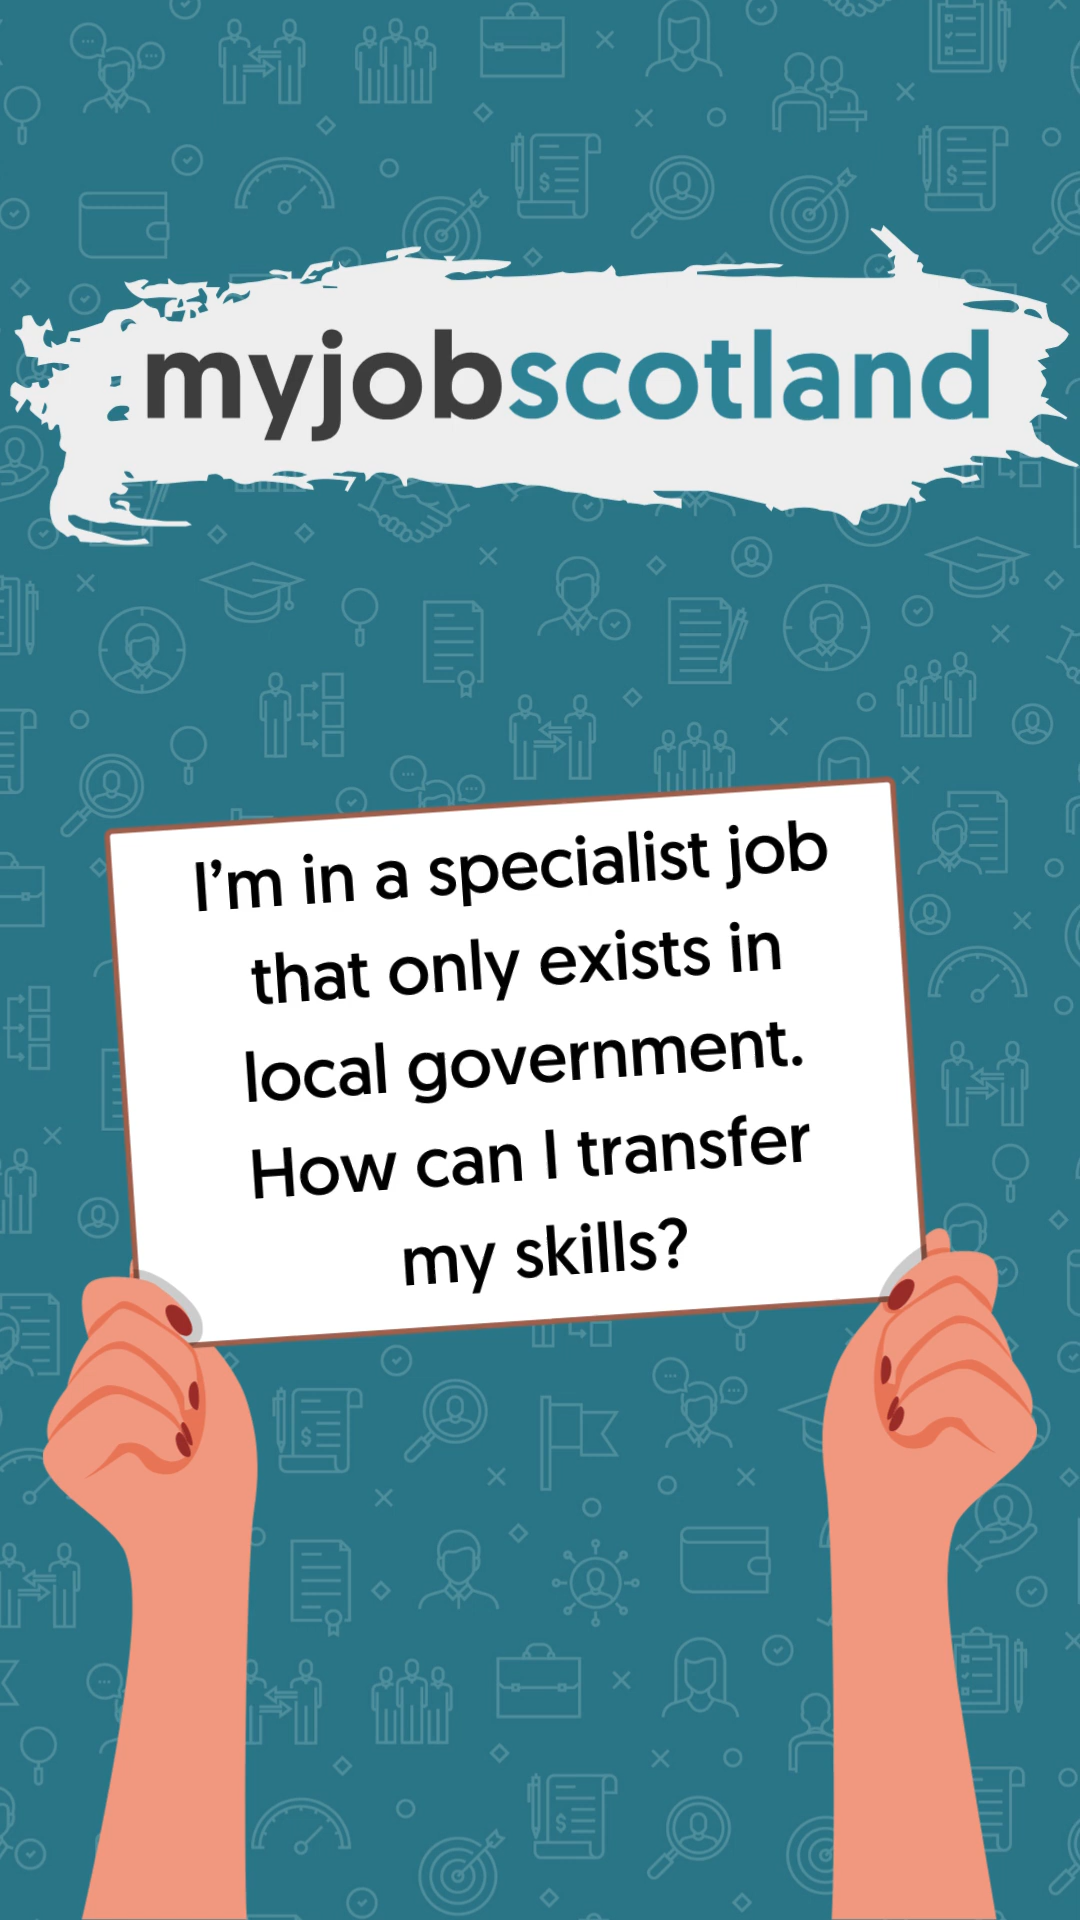 myjobscotland
I’m in a specialist job
that only exists in
local government.
How can I transfer
my skills?